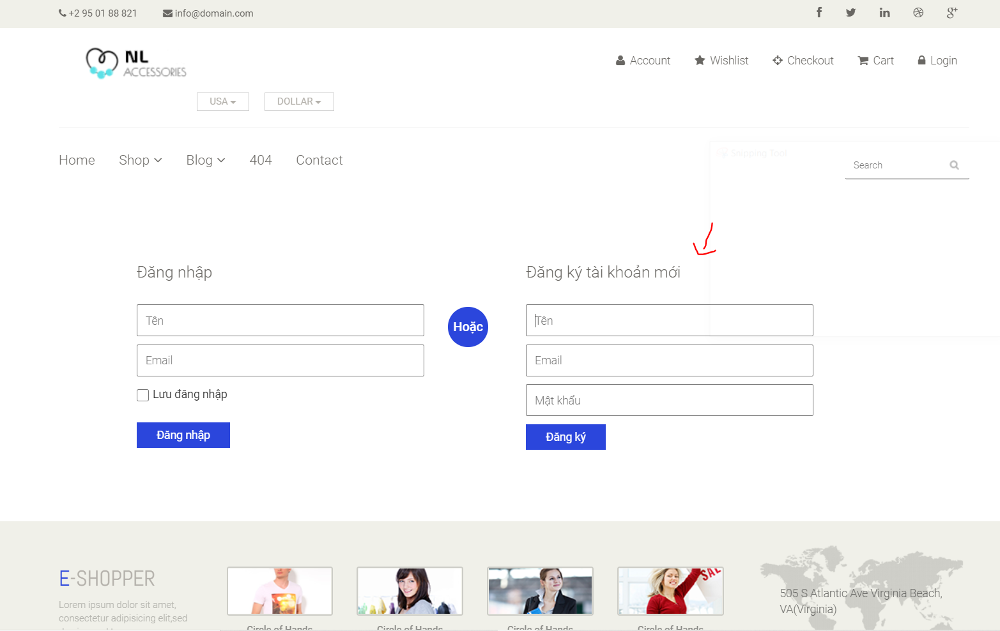 +2 95 01 88 821 info@domain.com
NL
ACCESSORIES
Account Wishlist Checkout Cart Login
USA DOLLAR
Home Shop Blog 404 Contact
Snipping Tool
Search
Đăng nhập
Tên
Email
Lưu đăng nhập
Đăng nhập
Hoặc
Đăng ký tài khoản mới
Tên
Email
Mật khẩu
Đăng ký
E-SHOPPER
Lorem ipsum dolor sit amet,
consectetur adipisicing elit,sed
SALE
Circle of Hands Circle of Hands Circle of Hands Circle of Hands
505 S Atlantic Ave Virginia Beach,
VA(Virginia)